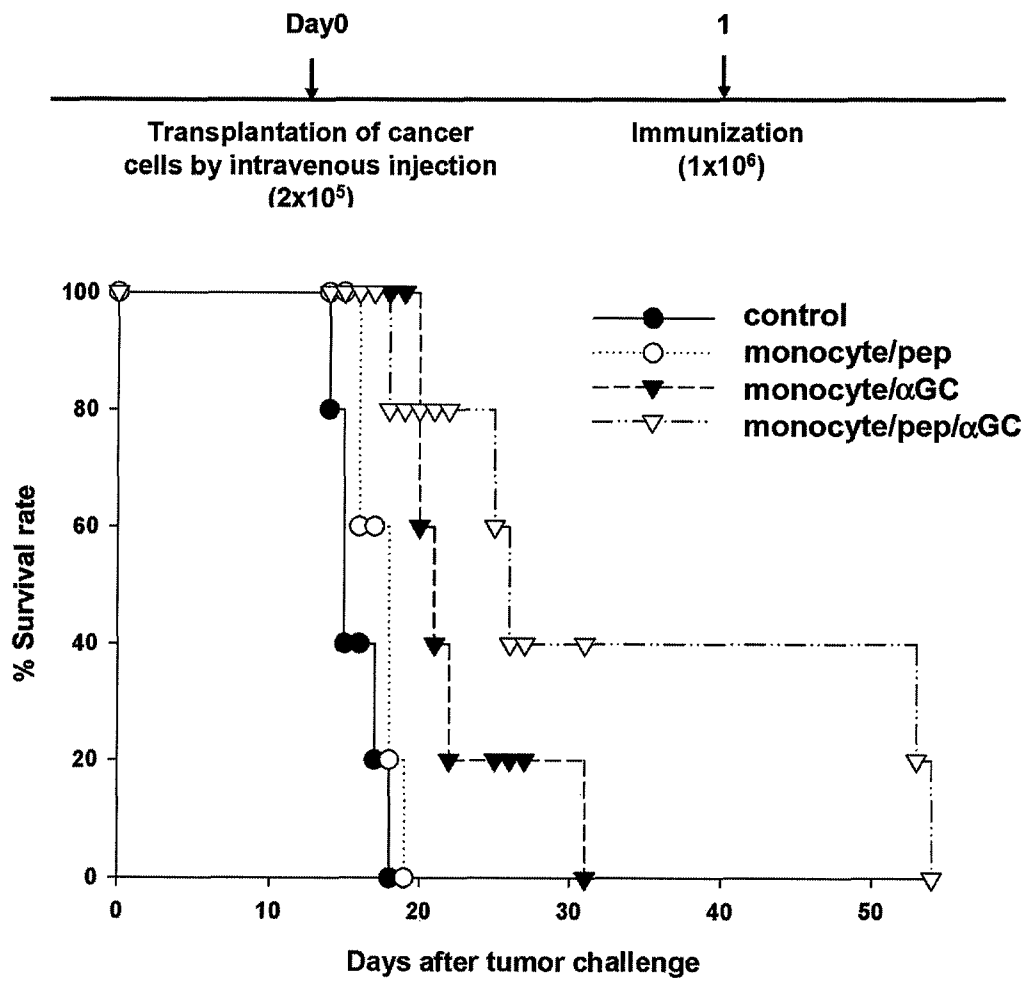 Day0
1
Transplantation of cancer
cells by intravenous injection
(2x10⁵)
Immunization
(1x10⁶)
100
80
60
40
20
0
% Survival rate
control
monocyte/pep
monocyte/αGC
monocyte/pep/αGC
0
10
20
30
40
50
Days after tumor challenge